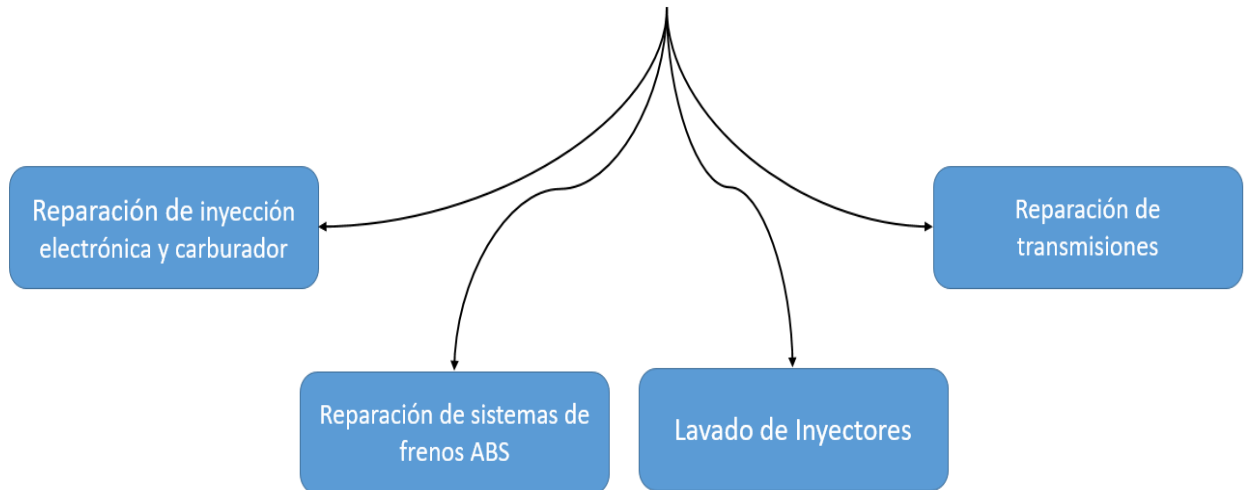 Reparación de inyección
electrónica y carburador
Reparación de sistemas de
frenos ABS
Lavado de Inyectores
Reparación de
transmisiones